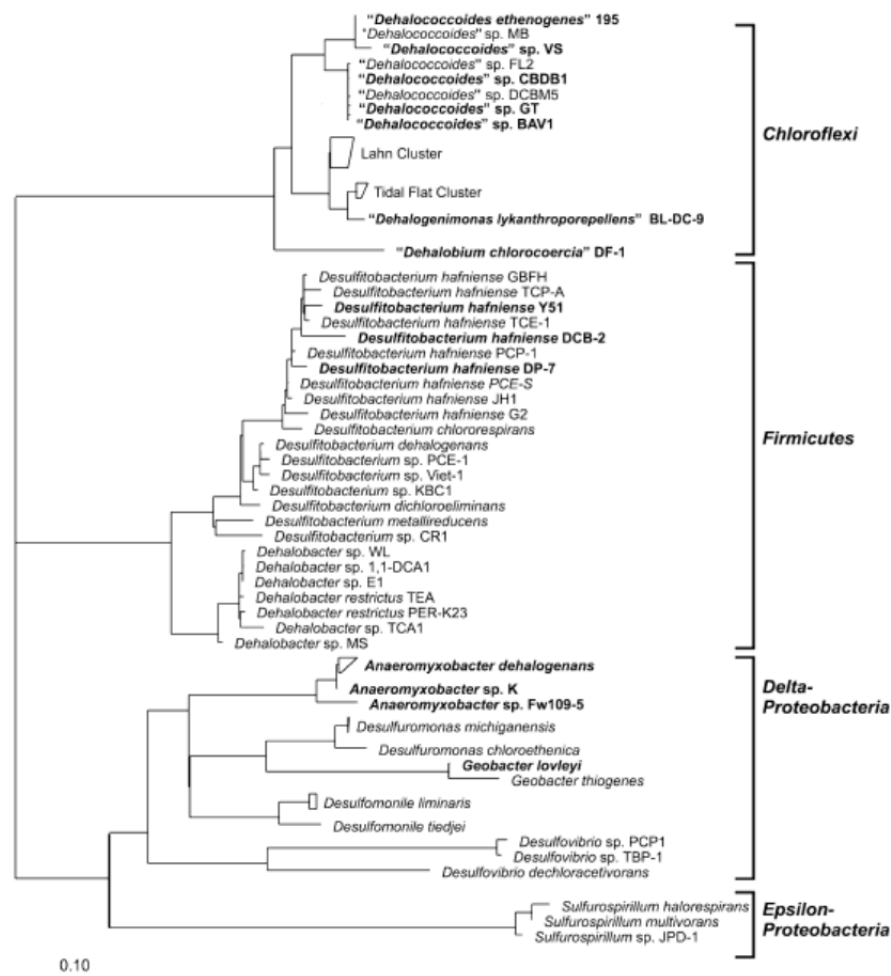 “Dehalococcoides ethenogenes” 195
“Dehalococcoides” sp. MB
“Dehalococcoides” sp. VS
“Dehalococcoides” sp. FL2
“Dehalococcoides” sp. CBDB1
“Dehalococcoides” sp. DCBM5
“Dehalococcoides” sp. GT
“Dehalococcoides” sp. BAV1
Chloroflexi
Lahn Cluster
Tidal Flat Cluster
“Dehalogenimonas lykanthroporepellens” BL-DC-9
“Dehalobium chlorocoercia” DF-1
Desulfitobacterium hafniense GBFH
Desulfitobacterium hafniense TCP-A
Desulfitobacterium hafniense Y51
Desulfitobacterium hafniense TCE-1
Desulfitobacterium hafniense DCB-2
Desulfitobacterium hafniense PCP-1
Desulfitobacterium hafniense DP-7
Desulfitobacterium hafniense PCE-S
Desulfitobacterium hafniense JH1
Desulfitobacterium hafniense G2
Desulfitobacterium chlororespirans
Firmicutes
Desulfitobacterium dehalogenans
Desulfitobacterium sp. PCE-1
Desulfitobacterium sp. Viet-1
Desulfitobacterium sp. KBC1
Desulfitobacterium dichloroeliminans
Desulfitobacterium metallireducens
Desulfitobacterium sp. CR1
Dehalobacter sp. WL
Dehalobacter sp. 1,1-DCA1
Dehalobacter sp. E1
Dehalobacter restrictus TEA
Dehalobacter restrictus PER-K23
Dehalobacter sp. TCA1
Dehalobacter sp. MS
Anaeromyxobacter dehalogenans
Anaeromyxobacter sp. K
Anaeromyxobacter sp. Fw109-5
Delta-
Proteobacteria
Desulfuromonas michiganensis
Desulfuromonas chloroethenica
Geobacter lovleyi
Geobacter thiogenes
Desulfomonile liminaris
Desulfomonile tiedjei
Desulfovibrio sp. PCP1
Desulfovibrio sp. TBP-1
Desulfovibrio dechloracetivorans
Sulfurospirillum halorespirans
Sulfurospirillum multivorans
Sulfurospirillum sp. JPD-1
Epsilon-
Proteobacteria
0.10